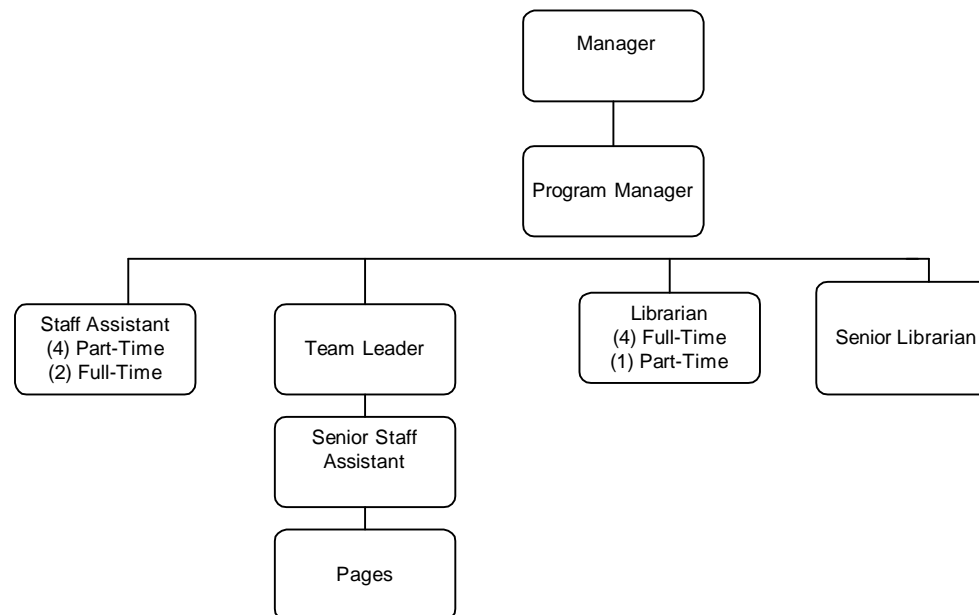 Manager
Program Manager
Staff Assistant
(4) Part-Time
(2) Full-Time
Team Leader
Librarian
(4) Full-Time
(1) Part-Time
Senior Librarian
Senior Staff
Assistant
Pages